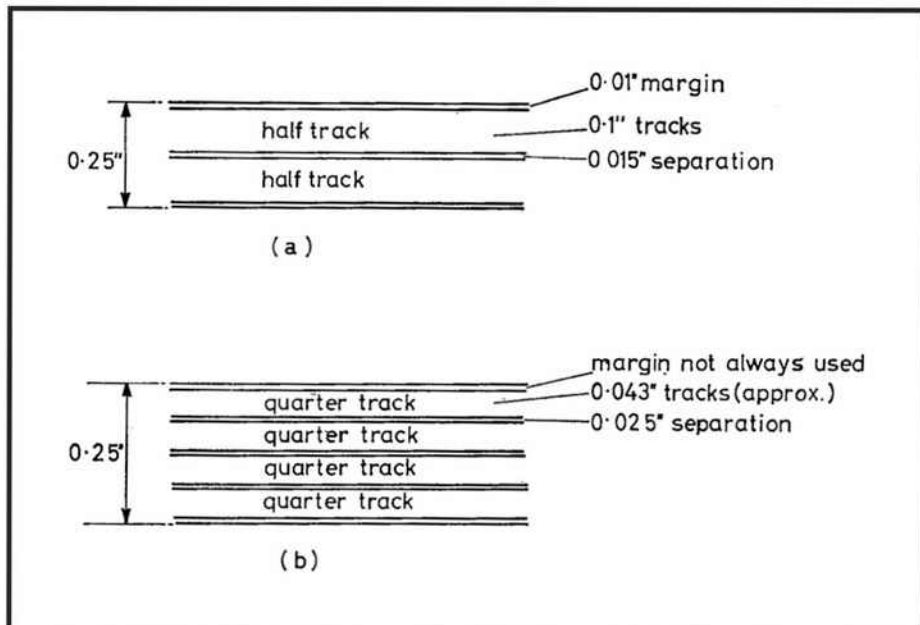 0·01" margin
half track
0·1" tracks
0·25"
0 015" separation
half track
(a)
margin not always used
0·043" tracks (approx.)
quarter track
0·025" separation
quarter track
0·25"
quarter track
quarter track
(b)